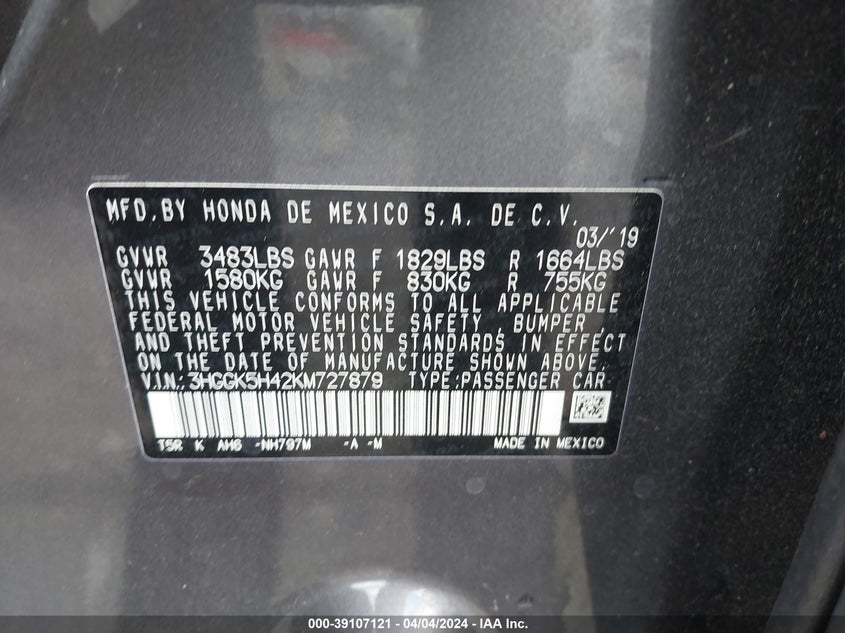 MFD. BY HONDA DE MEXICO S.A. DE C.V.
03/'19
GVWR 3483LBS GAWR F 1829LBS R 1664LBS
GVWR 1580KG GAWR F 830KG R 755KG
THIS VEHICLE CONFORMS TO ALL APPLICABLE
FEDERAL MOTOR VEHICLE SAFETY, BUMPER,
AND THEFT PREVENTION STANDARDS IN EFFECT
ON THE DATE OF MANUFACTURE SHOWN ABOVE.
V.I.N.:3HGGK5H42KM727879 TYPE:PASSENGER CAR
T5R K AH6 -NH797M -A -M MADE IN MEXICO
000-39107121 - 04/04/2024 - IAA Inc.